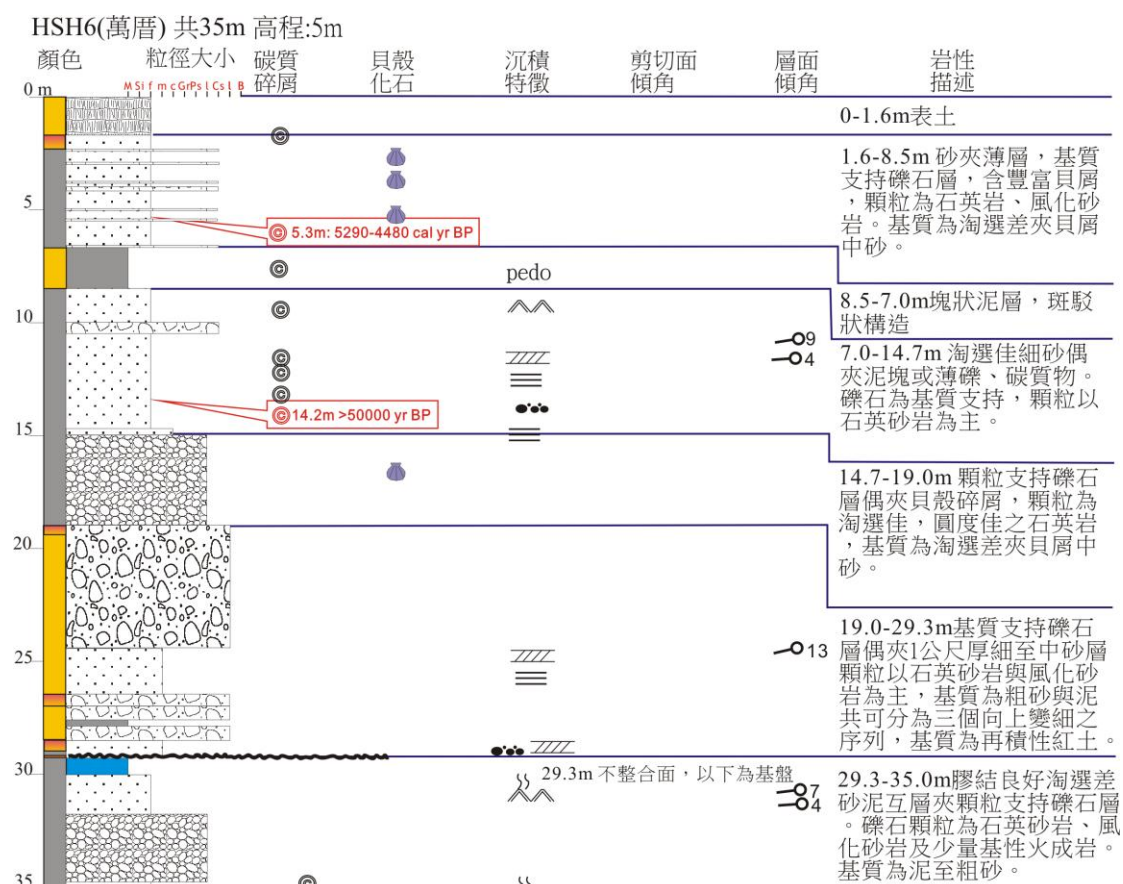 HSH6(萬厝) 共35m 高程:5m
顏色 粒徑大小 碳質碎屑 貝殼化石 沉積特徵 剪切面傾角 層面傾角 岩性描述
M Si f m c Gr Ps l Cs l B
0 m
5
10
15
20
25
30
35
5.3m: 5290-4480 cal yr BP
pedo
14.2m >50000 yr BP
9
4
13
29.3m 不整合面，以下為基盤
7
4
0-1.6m表土
1.6-8.5m 砂夾薄層，基質
支持礫石層，含豐富貝屑
，顆粒為石英岩、風化砂
岩。基質為淘選差夾貝屑
中砂。
8.5-7.0m塊狀泥層，斑駁
狀構造
7.0-14.7m 淘選佳細砂偶
夾泥塊或薄礫、碳質物。
礫石為基質支持，顆粒以
石英砂岩為主。
14.7-19.0m 顆粒支持礫石
層偶夾貝殼碎屑，顆粒為
淘選佳，圓度佳之石英岩
，基質為淘選差夾貝屑中
砂。
19.0-29.3m基質支持礫石
層偶夾1公尺厚細至中砂層
顆粒以石英砂岩與風化砂
岩為主，基質為粗砂與泥
共可分為三個向上變細之
序列，基質為再積性紅土。
29.3-35.0m膠結良好淘選差
砂泥互層夾顆粒支持礫石層
。礫石顆粒為石英砂岩、風
化砂岩及少量基性火成岩。
基質為泥至粗砂。